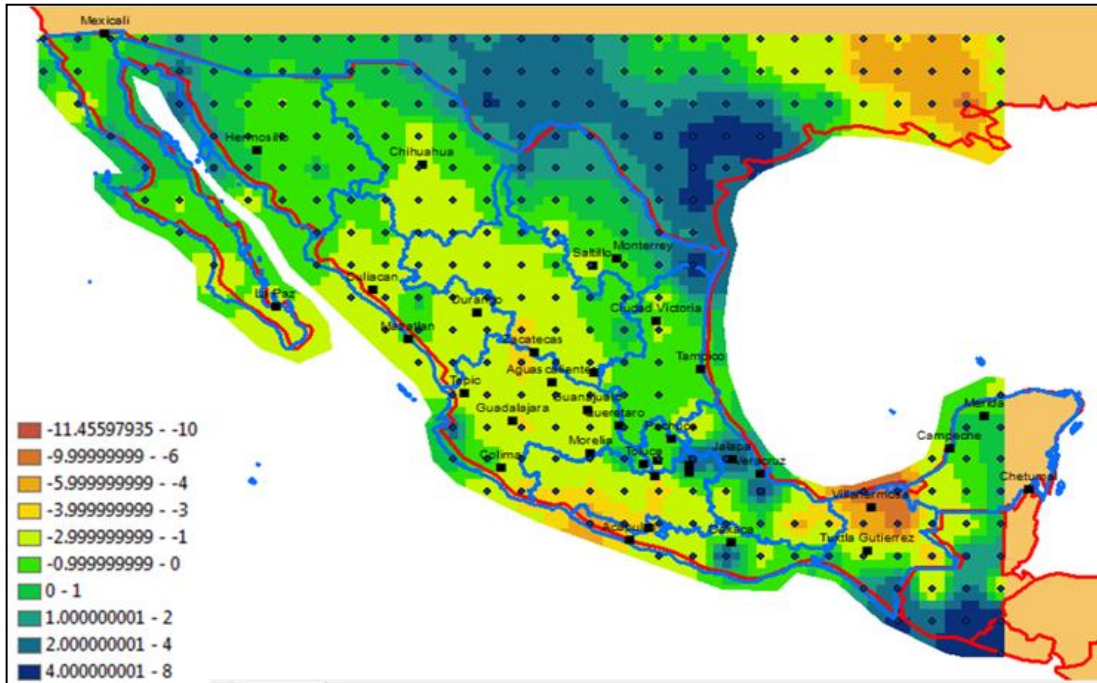 Mexicali
Hermosillo
Chihuahua
Saltillo
Monterrey
Culiacan
La Paz
Durango
Ciudad Victoria
Mazatlan
Zacatecas
Tampico
Aguascalientes
Tepic
Guanajuato
Merida
Guadalajara
Queretaro
Pachuca
Campeche
Morelia
Jalapa
Toluca
Colima
Veracruz
Chetumal
Villahermosa
Acapulco
Oaxaca
Tuxtla Gutierrez
-11.45597935 - -10
-9.99999999 - -6
-5.999999999 - -4
-3.999999999 - -3
-2.999999999 - -1
-0.999999999 - 0
0 - 1
1.000000001 - 2
2.000000001 - 4
4.000000001 - 8